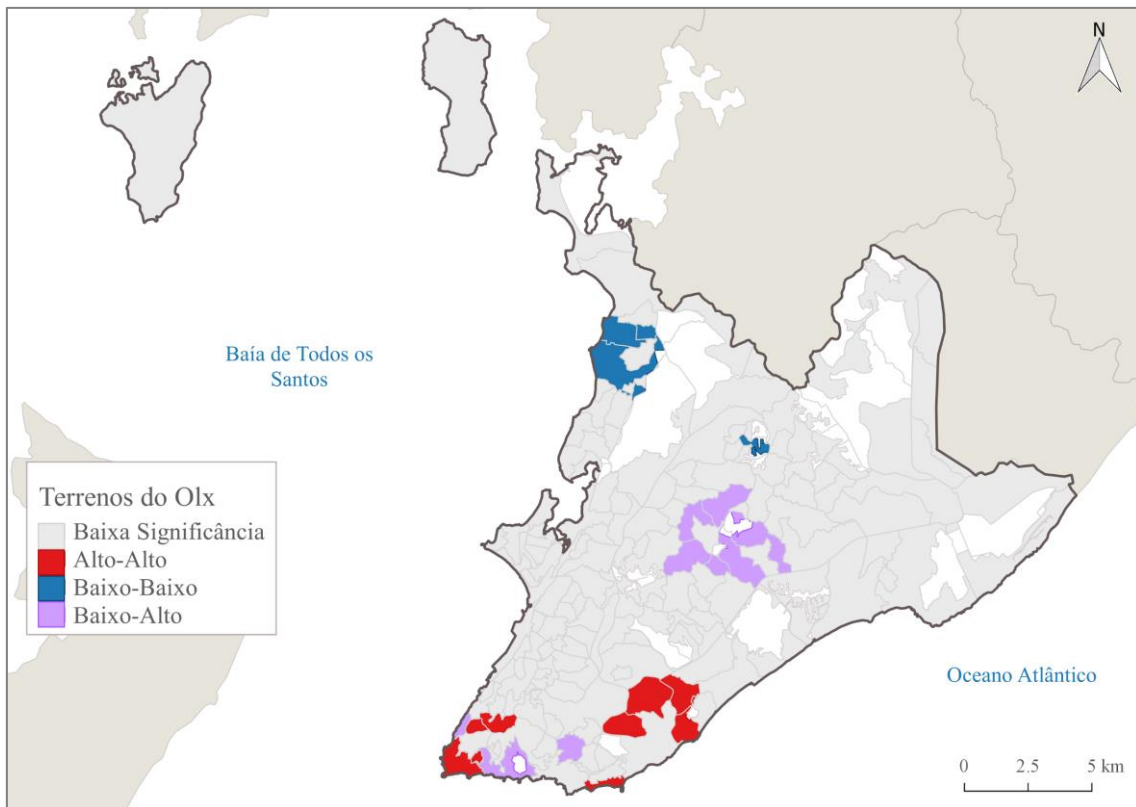 N
Baía de Todos os
Santos
Terrenos do Olx
Baixa Significância
Alto-Alto
Baixo-Baixo
Baixo-Alto
Oceano Atlântico
0 2.5 5 km